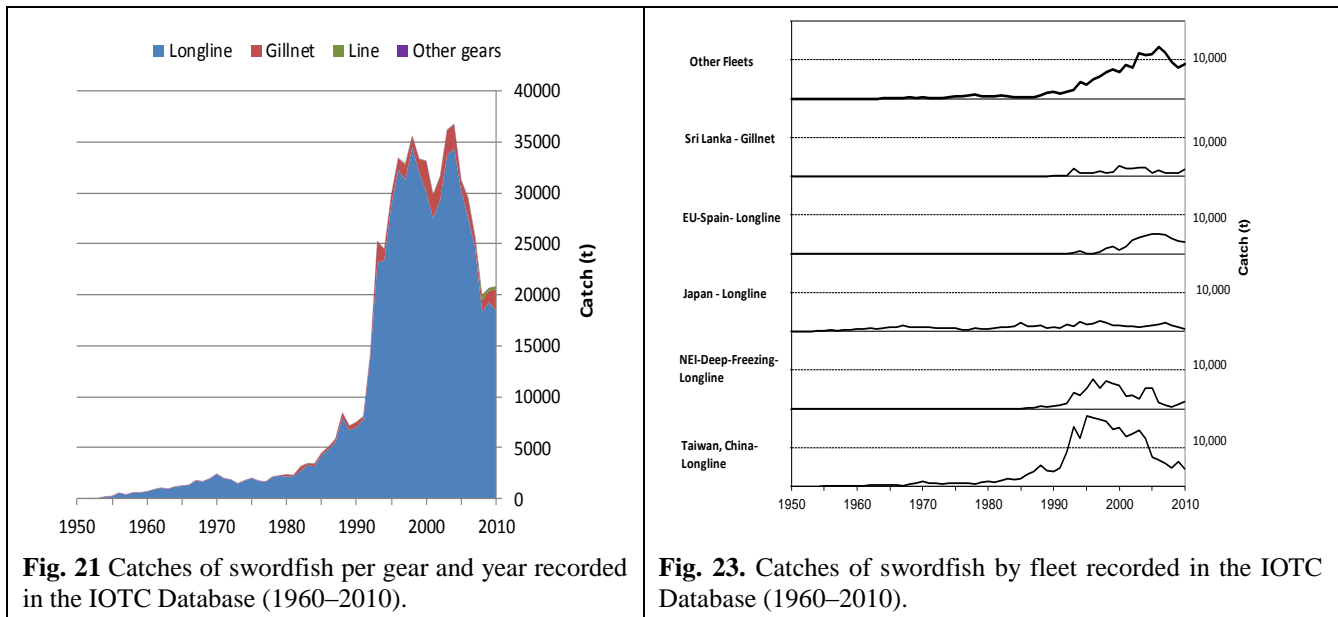 Longline Gillnet Line Other gears
40000
35000
30000
25000
20000
15000
10000
5000
0
Catch (t)
1950 1960 1970 1980 1990 2000 2010
Fig. 21 Catches of swordfish per gear and year recorded
in the IOTC Database (1960–2010).
Other Fleets
10,000
Sri Lanka - Gillnet
10,000
EU-Spain- Longline
10,000
Japan - Longline
10,000
NEI-Deep-Freezing-
Longline
10,000
Taiwan, China-
Longline
10,000
Catch (t)
1950 1960 1970 1980 1990 2000 2010
Fig. 23. Catches of swordfish by fleet recorded in the IOTC
Database (1960–2010).